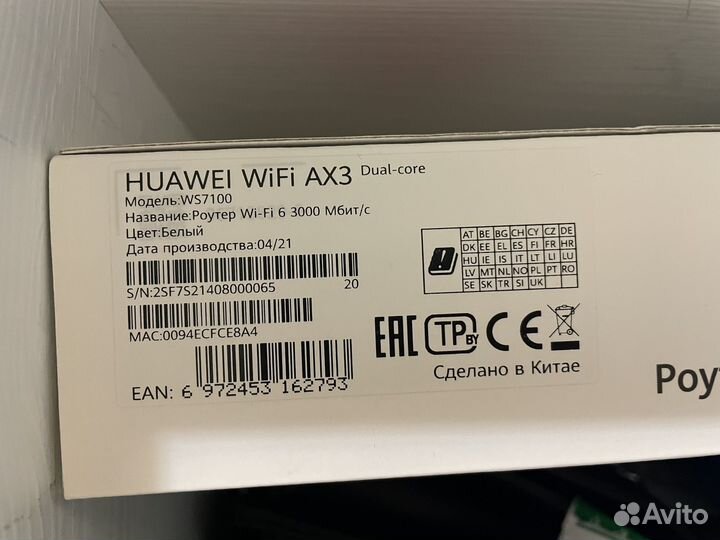 HUAWEI WiFi AX3 Dual-core
Модель:WS7100
Название:Роутер Wi-Fi 6 3000 Мбит/с
Цвет:Белый
Дата производства:04/21
S/N:2SF7S21408000065 20
MAC:0094ECFCE8A4
EAN: 6 972453 162793
AT BE BG CH CY CZ DE
DK EE EL ES FI FR HR
HU IE IS IT LT LI LU
LV MT NL NO PL PT RO
SE SK TR SI UK
EAC TP BY CE
Сделано в Китае
Роу
Avito